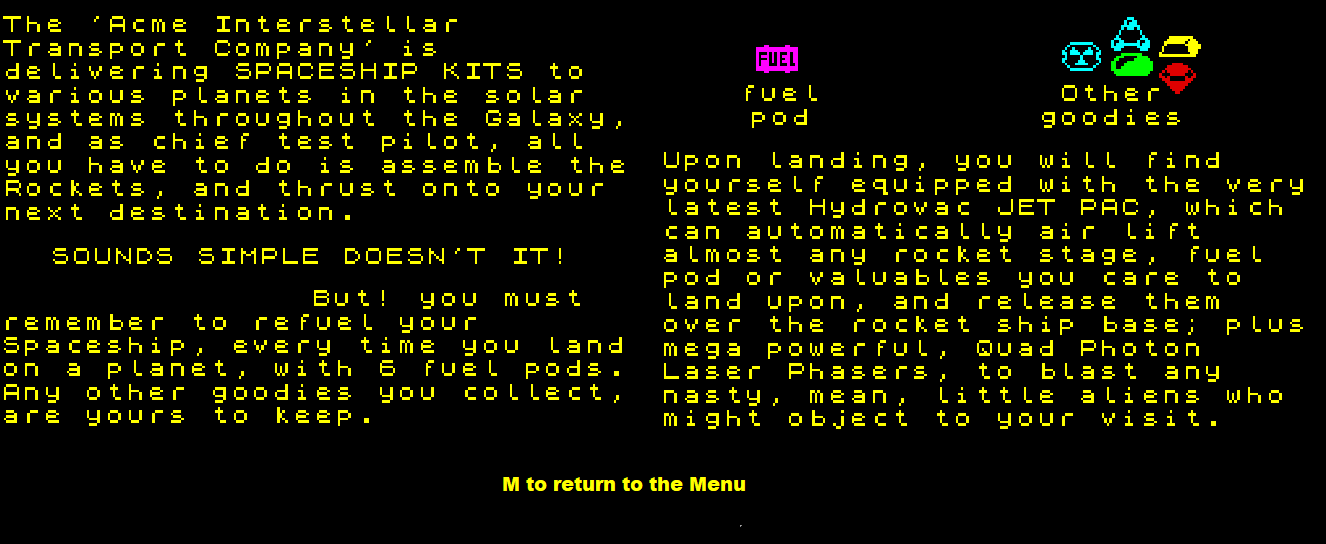 The 'Acme Interstellar
Transport Company' is
delivering SPACESHIP KITS to
various planets in the solar
systems throughout the Galaxy,
and as chief test pilot, all
you have to do is assemble the
Rockets, and thrust onto your
next destination.
SOUNDS SIMPLE DOESN'T IT!
But! you must
remember to refuel your
Spaceship, every time you land
on a planet, with 6 fuel pods.
Any other goodies you collect,
are yours to keep.
FUEL
fuel
pod
Other
goodies
Upon landing, you will find
yourself equipped with the very
latest Hydrovac JET PAC, which
can automatically air lift
almost any rocket stage, fuel
pod or valuables you care to
land upon, and release them
over the rocket ship base; plus
mega powerful, Quad Photon
Laser Phasers, to blast any
nasty, mean, little aliens who
might object to your visit.
M to return to the Menu